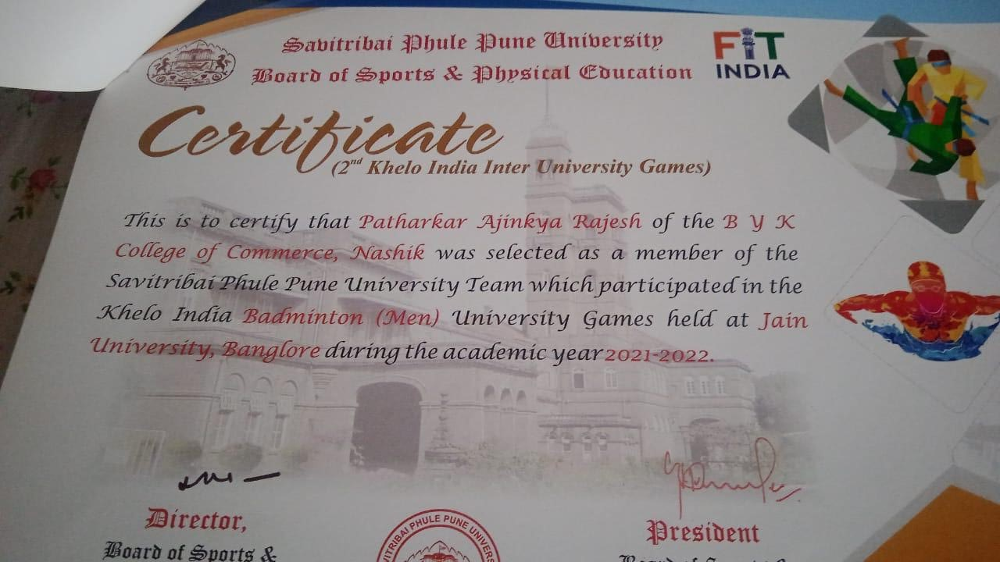 Savitribai Phule Pune University
Board of Sports & Physical Education
FIT
INDIA
Certificate
(2nd Khelo India Inter University Games)
This is to certify that Patharkar Ajinkya Rajesh of the B Y K
College of Commerce, Nashik was selected as a member of the
Savitribai Phule Pune University Team which participated in the
Khelo India Badminton (Men) University Games held at Jain
University, Banglore during the academic year 2021-2022.
Director,
Board of Sports &
VITRIBAI PHULE PUNE UNIVERS
President